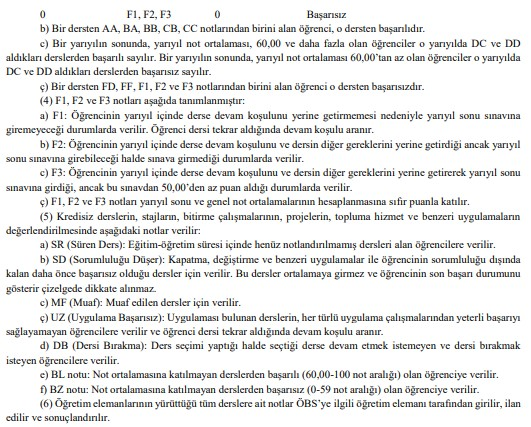 0 F1, F2, F3 0 Başarısız
b) Bir dersten AA, BA, BB, CB, CC notlarından birini alan öğrenci, o dersten başarılıdır.
c) Bir yarıyılın sonunda, yarıyıl not ortalaması, 60,00 ve daha fazla olan öğrenciler o yarıyılda DC ve DD
aldıkları derslerden başarılı sayılır. Bir yarıyılın sonunda, yarıyıl not ortalaması 60,00’tan az olan öğrenciler o yarıyılda
DC ve DD aldıkları derslerden başarısız sayılır.
ç) Bir dersten FD, FF, F1, F2 ve F3 notlarından birini alan öğrenci o dersten başarısızdır.
(4) F1, F2 ve F3 notları aşağıda tanımlanmıştır:
a) F1: Öğrencinin yarıyıl içinde derse devam koşulunu yerine getirmemesi nedeniyle yarıyıl sonu sınavına
giremeyeceği durumlarda verilir. Öğrenci dersi tekrar aldığında devam koşulu aranır.
b) F2: Öğrencinin yarıyıl içinde derse devam koşulunu ve dersin diğer gereklerini yerine getirdiği ancak yarıyıl
sonu sınavına girebileceği halde sınava girmediği durumlarda verilir.
c) F3: Öğrencinin yarıyıl içinde derse devam koşulunu ve dersin diğer gereklerini yerine getirerek yarıyıl sonu
sınavına girdiği, ancak bu sınavdan 50,00’den az puan aldığı durumlarda verilir.
ç) F1, F2 ve F3 notları yarıyıl sonu ve genel not ortalamalarının hesaplanmasına sıfır puanla katılır.
(5) Kredisiz derslerin, stajların, bitirme çalışmalarının, projelerin, topluma hizmet ve benzeri uygulamaların
değerlendirilmesinde aşağıdaki notlar verilir:
a) SR (Süren Ders): Eğitim-öğretim süresi içinde henüz notlandırılmamış dersleri alan öğrencilere verilir.
b) SD (Sorumluluğu Düşer): Kapatma, değiştirme ve benzeri uygulamalar ile öğrencinin sorumluluğu dışında
kalan daha önce başarısız olduğu dersler için verilir. Bu dersler ortalamaya girmez ve öğrencinin son başarı durumunu
gösterir çizelgede dikkate alınmaz.
c) MF (Muaf): Muaf edilen dersler için verilir.
ç) UZ (Uygulama Başarısız): Uygulaması bulunan derslerin, her türlü uygulama çalışmalarından yeterli başarıyı
sağlayamayan öğrencilere verilir ve öğrenci dersi tekrar aldığında devam koşulu aranır.
d) DB (Dersi Bırakma): Ders seçimi yaptığı halde seçtiği derse devam etmek istemeyen ve dersi bırakmak
isteyen öğrencilere verilir.
e) BL notu: Not ortalamasına katılmayan derslerden başarılı (60,00-100 not aralığı) olan öğrenciye verilir.
f) BZ notu: Not ortalamasına katılmayan derslerden başarısız (0-59 not aralığı) olan öğrenciye verilir.
(6) Öğretim elemanlarının yürüttüğü tüm derslere ait notlar ÖBS’ye ilgili öğretim elemanı tarafından girilir, ilan
edilir ve sonuçlandırılır.